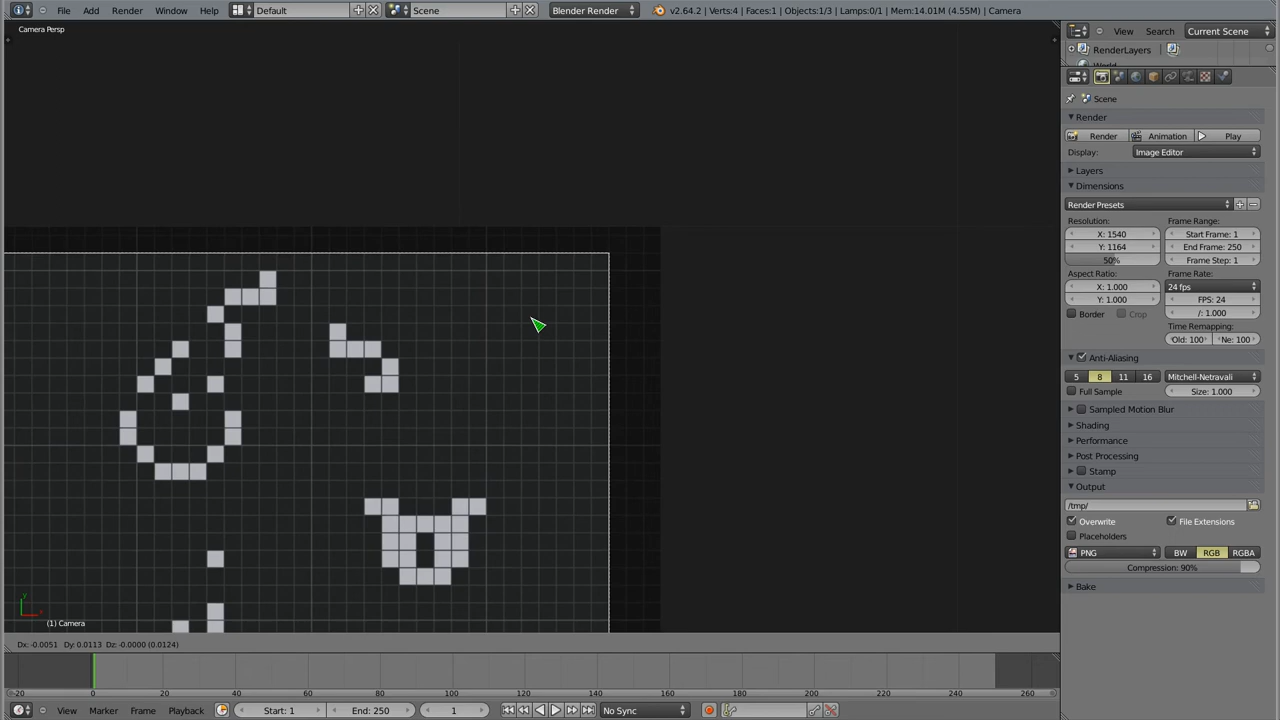 File Add Render Window Help Default Scene Blender Render v2.64.2 | Verts:4 | Faces:1 | Objects:1/3 | Lamps:0/1 | Mem:14.01M (4.55M) | Camera
Camera Persp
View Search Current Scene
RenderLayers
Scene
Render
Render Animation Play
Display: Image Editor
Layers
Dimensions
Render Presets
Resolution: Frame Range:
X: 1540 Start Frame: 1
Y: 1164 End Frame: 250
50% Frame Step: 1
Aspect Ratio: Frame Rate:
X: 1.000 24 fps
Y: 1.000 FPS: 24
Border Crop /: 1.000
Time Remapping:
Old: 100 Ne: 100
Anti-Aliasing
5 8 11 16 Mitchell-Netravali
Full Sample Size: 1.000
Sampled Motion Blur
Shading
Performance
Post Processing
Stamp
Output
/tmp/
Overwrite File Extensions
Placeholders
PNG BW RGB RGBA
Compression: 90%
Bake
y
x
(1) Camera
Dx: -0.0051 Dy: 0.0113 Dz: -0.0000 (0.0124)
-20 0 20 40 60 80 100 120 140 160 180 200 220 240 260
View Marker Frame Playback Start: 1 End: 250 1 No Sync